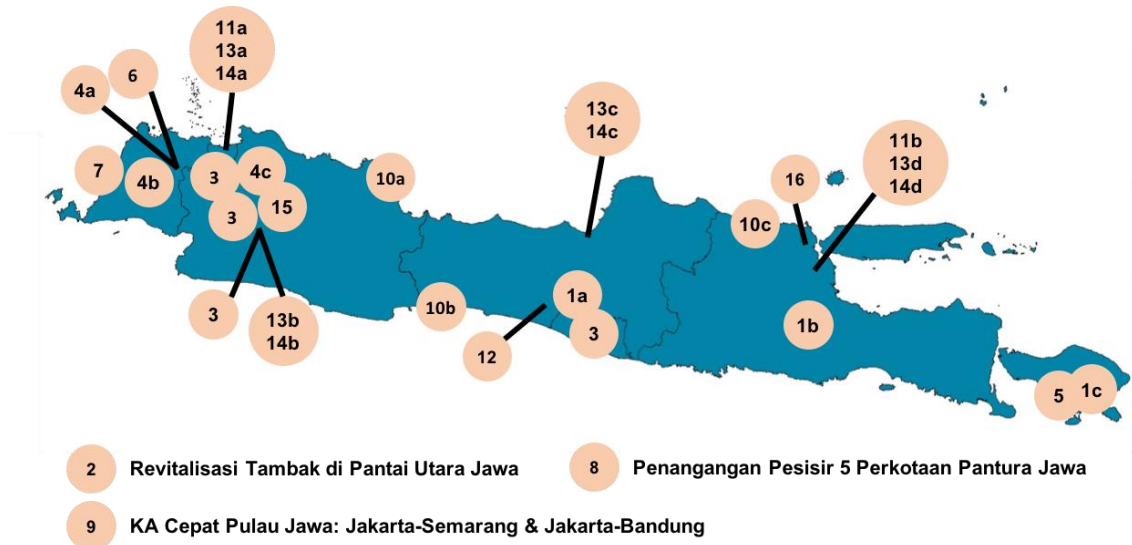 11a
13a
14a
6
4a
13c
14c
11b
13d
14d
7
4b
3
4c
10a
16
3
15
10c
3
13b
14b
10b
1a
12
3
1b
5
1c
2 Revitalisasi Tambak di Pantai Utara Jawa
8 Penangangan Pesisir 5 Perkotaan Pantura Jawa
9 KA Cepat Pulau Jawa: Jakarta-Semarang & Jakarta-Bandung